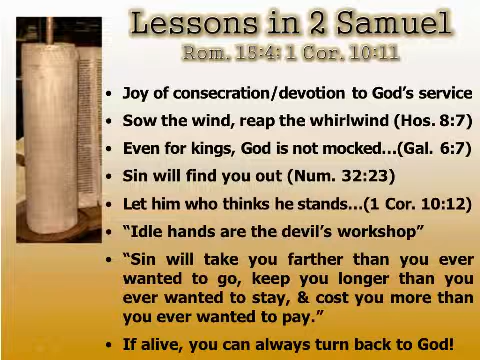 Lessons in 2 Samuel
Rom. 15:4; 1 Cor. 10:11
• Joy of consecration/devotion to God's service
• Sow the wind, reap the whirlwind (Hos. 8:7)
• Even for kings, God is not mocked…(Gal. 6:7)
• Sin will find you out (Num. 32:23)
• Let him who thinks he stands…(1 Cor. 10:12)
• “Idle hands are the devil's workshop”
• “Sin will take you farther than you ever
wanted to go, keep you longer than you
ever wanted to stay, & cost you more than
you ever wanted to pay.”
• If alive, you can always turn back to God!